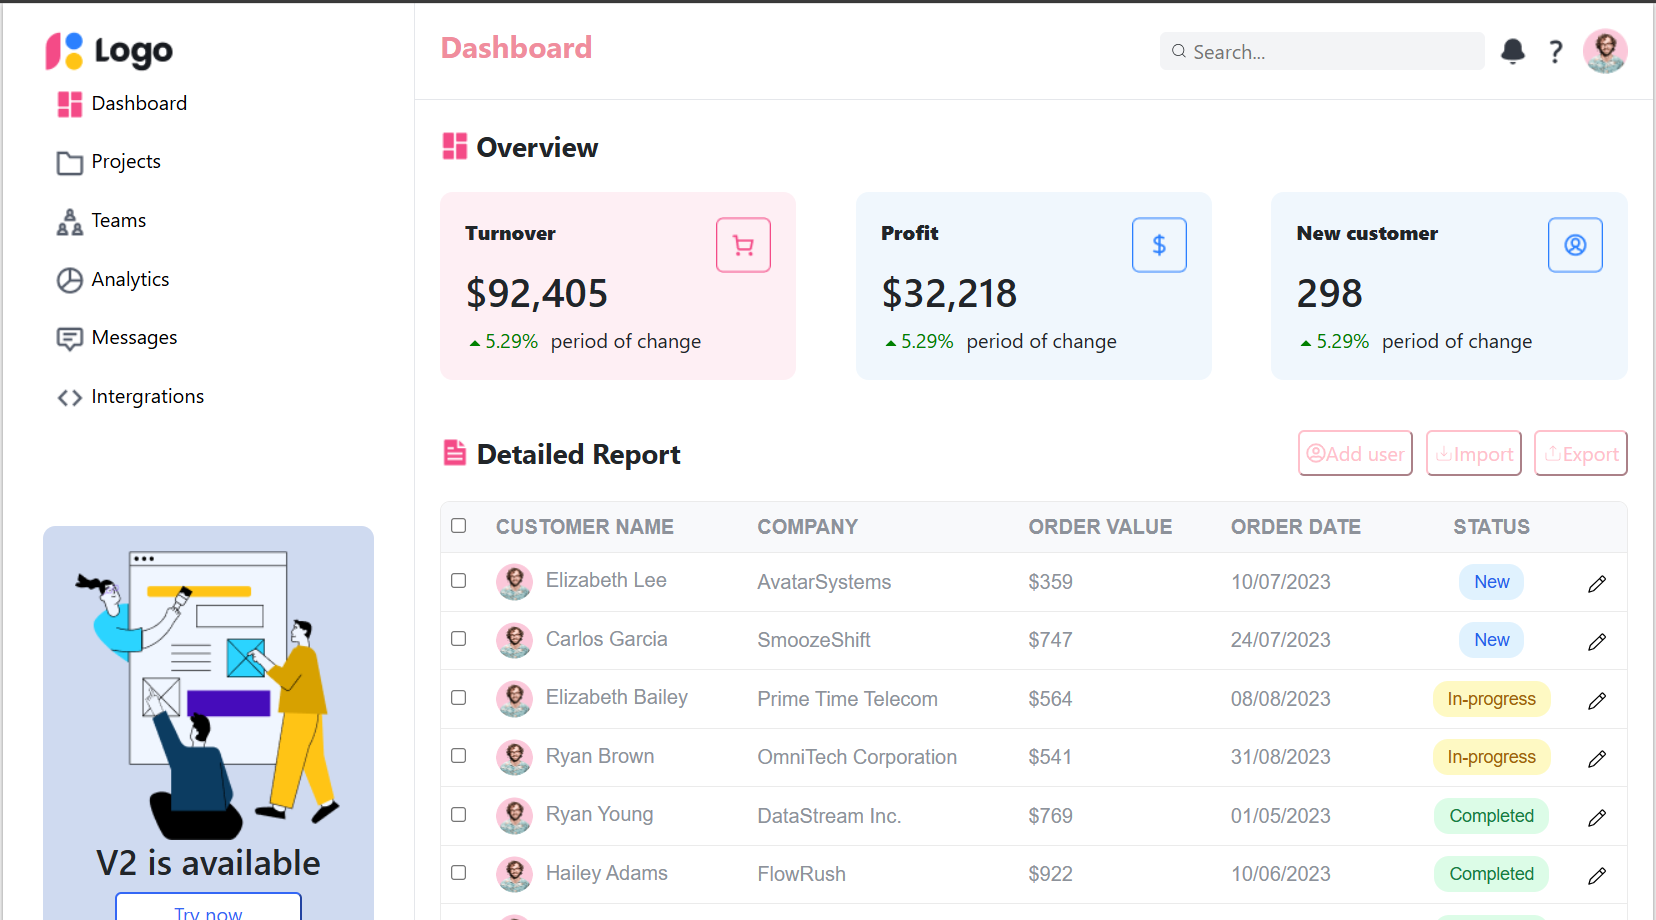 Logo
Dashboard
Projects
Teams
Analytics
Messages
Intergrations
V2 is available
Try now
Dashboard
Search...
Overview
Turnover
$92,405
5.29% period of change
Profit
$32,218
5.29% period of change
New customer
298
5.29% period of change
Detailed Report
Add user Import Export
CUSTOMER NAME COMPANY ORDER VALUE ORDER DATE STATUS
Elizabeth Lee AvatarSystems $359 10/07/2023 New
Carlos Garcia SmoozeShift $747 24/07/2023 New
Elizabeth Bailey Prime Time Telecom $564 08/08/2023 In-progress
Ryan Brown OmniTech Corporation $541 31/08/2023 In-progress
Ryan Young DataStream Inc. $769 01/05/2023 Completed
Hailey Adams FlowRush $922 10/06/2023 Completed